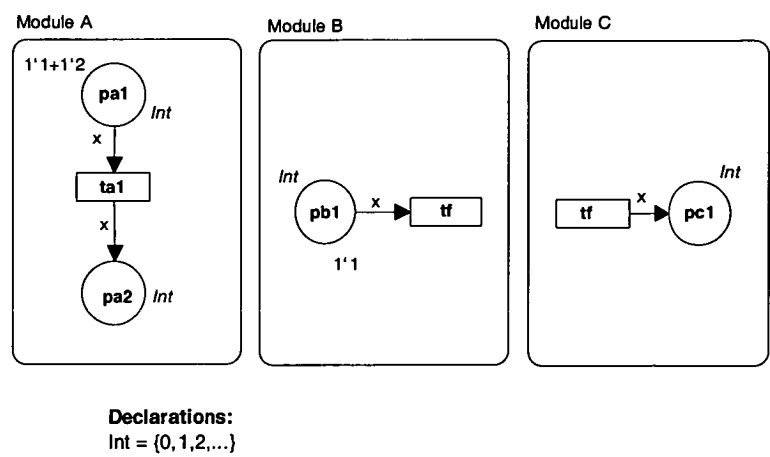 Module A
1'1+1'2
pa1
Int
x
ta1
x
pa2
Int
Module B
Int
pb1
x
tf
1'1
Module C
tf
x
Int
pc1
Declarations:
Int = {0,1,2,...}